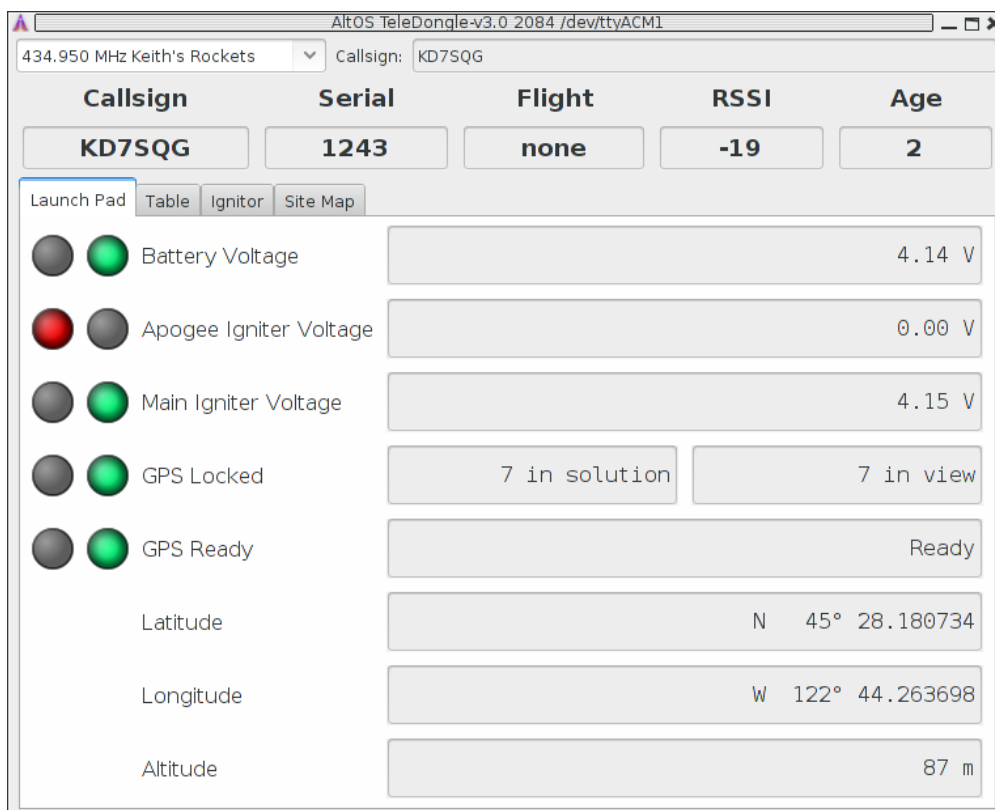 AltOS TeleDongle-v3.0 2084 /dev/ttyACM1
434.950 MHz Keith's Rockets Callsign: KD7SQG
Callsign Serial Flight RSSI Age
KD7SQG 1243 none -19 2
Launch Pad Table Ignitor Site Map
Battery Voltage 4.14 V
Apogee Igniter Voltage 0.00 V
Main Igniter Voltage 4.15 V
GPS Locked 7 in solution 7 in view
GPS Ready Ready
Latitude N 45° 28.180734
Longitude W 122° 44.263698
Altitude 87 m